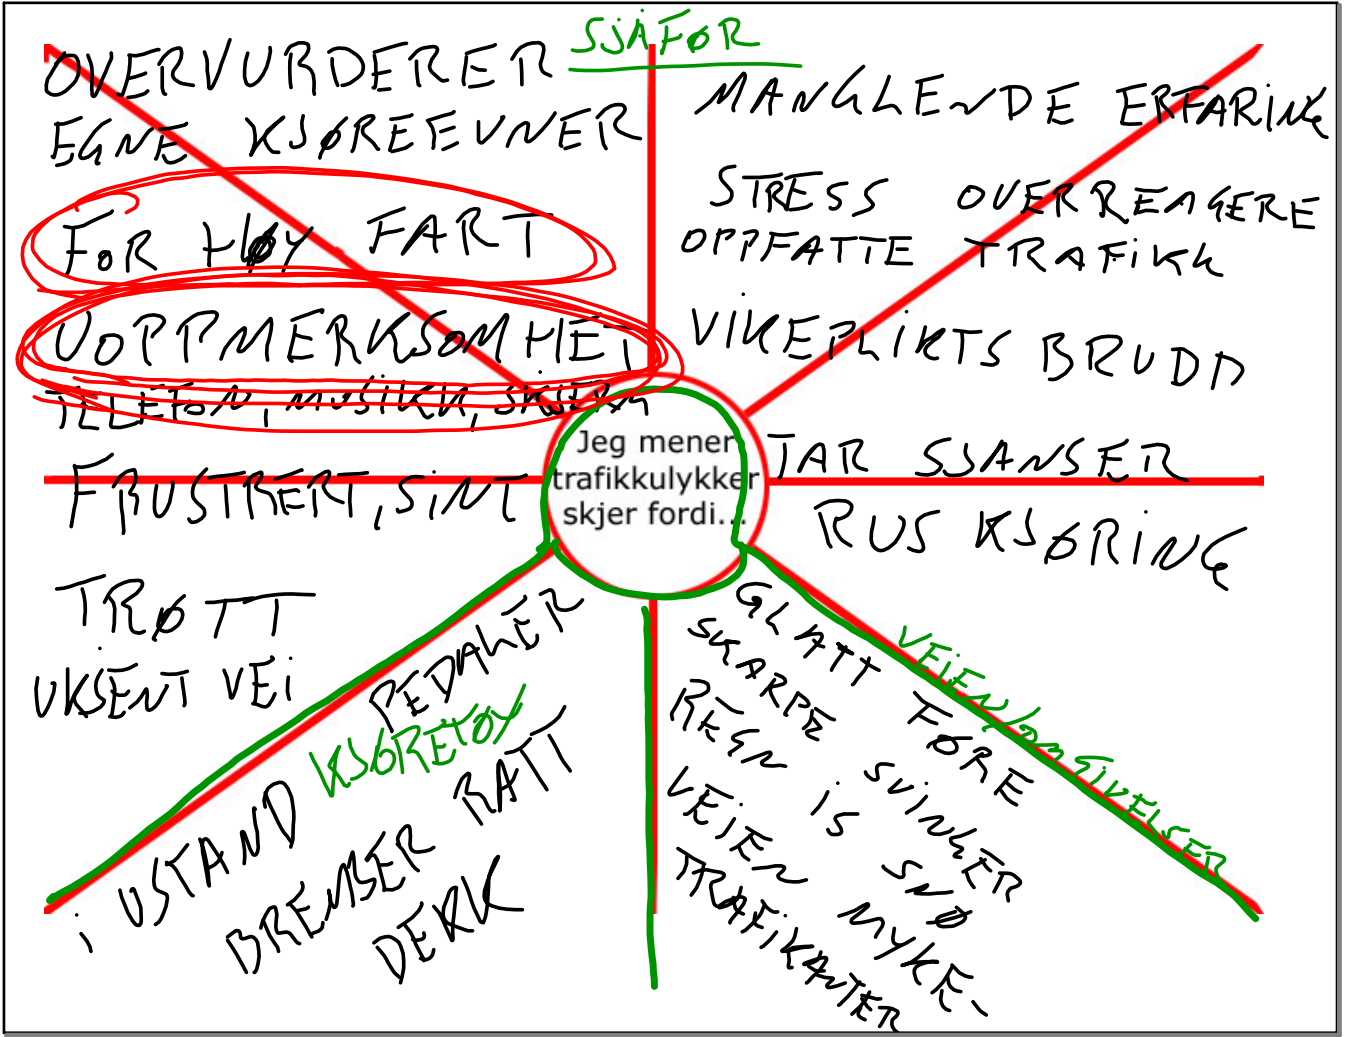 SJÅFØR
OVERVURDERER
EGNE KJØREEVNER
FOR HØY FART
UOPPMERKSOMHET
TELEFON, MUSIKK, SKJERM
FRUSTRERT, SINT
TRØTT
UKJENT VEI
MANGLENDE ERFARING
STRESS OVERREAGERE
OPPFATTE TRAFIKK
VIKEPLIKTS BRUDD
TAR SJANSER
RUS KJØRING
Jeg mener
trafikkulykker
skjer fordi...
KJØRETØY
PEDALER
I USTAND
RATT
BREMSER
DEKK
VEIEN/OMGIVELSER
GLATT FØRE
SKARPE SVINGER
REGN IS SNØ
VEIEN MYKE-
TRAFIKANTER